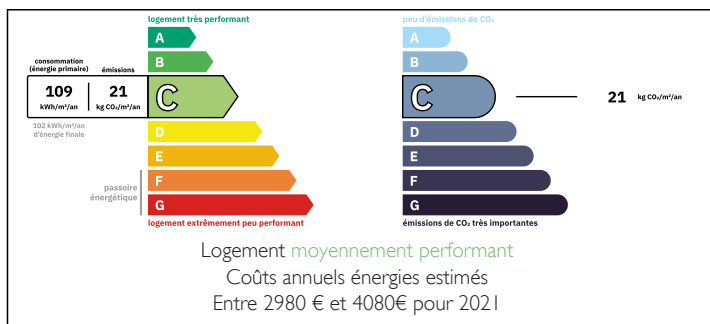 logement très performant
A
B
consommation
(énergie primaire)
émissions
109
kWh/m²/an
21
kg CO₂/m²/an
C
102 kWh/m²/an
d'énergie finale
D
E
passoire
énergétique
F
G
logement extrêmement peu performant
peu d'émissions de CO₂
A
B
C
21 kg CO₂/m²/an
D
E
F
G
émissions de CO₂ très importantes
Logement moyennement performant
Coûts annuels énergies estimés
Entre 2980 € et 4080€ pour 2021